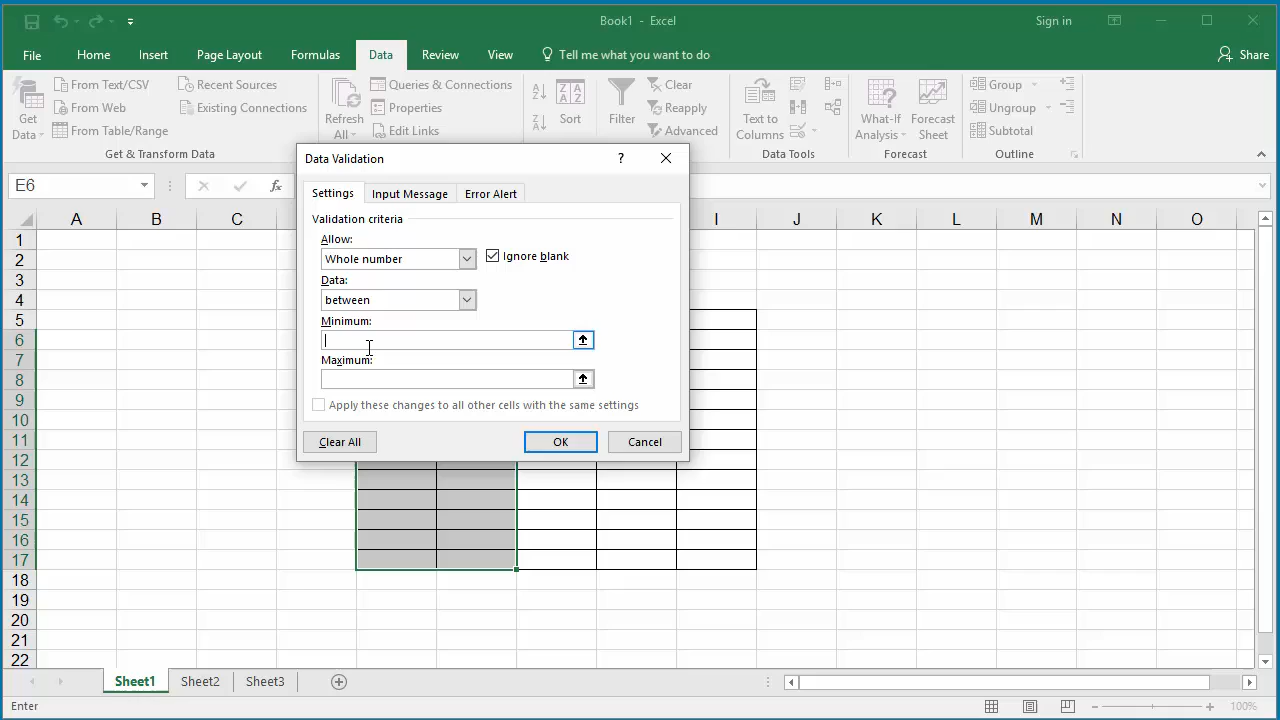 Book1 - Excel
Sign in
File
Home
Insert
Page Layout
Formulas
Data
Review
View
Tell me what you want to do
Share
From Text/CSV
Recent Sources
From Web
Existing Connections
From Table/Range
Get Data
Get & Transform Data
Refresh All
Queries & Connections
Properties
Edit Links
Sort
Filter
Clear
Reapply
Advanced
Text to Columns
Data Tools
What-If Analysis
Forecast Sheet
Forecast
Group
Ungroup
Subtotal
Outline
E6
fx
Data Validation
?
Settings
Input Message
Error Alert
Validation criteria
Allow:
Whole number
Ignore blank
Data:
between
Minimum:
Maximum:
Apply these changes to all other cells with the same settings
Clear All
OK
Cancel
A B C I J K L M N O
1
2
3
4
5
6
7
8
9
10
11
12
13
14
15
16
17
18
19
20
21
22
Sheet1
Sheet2
Sheet3
Enter
100%